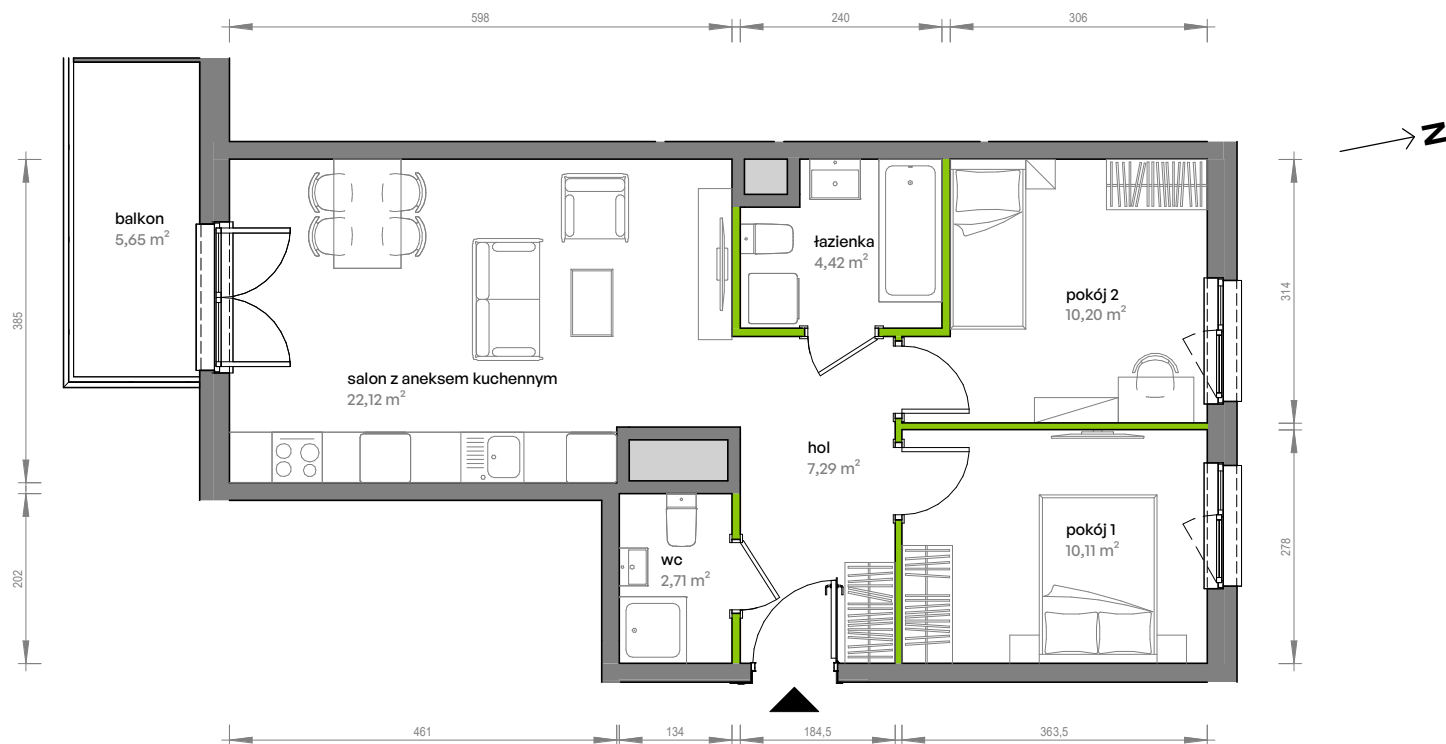 598
240
306
N
balkon
5,65 m²
łazienka
4,42 m²
pokój 2
10,20 m²
385
314
salon z aneksem kuchennym
22,12 m²
hol
7,29 m²
pokój 1
10,11 m²
wc
2,71 m²
202
278
461
134
184,5
363,5